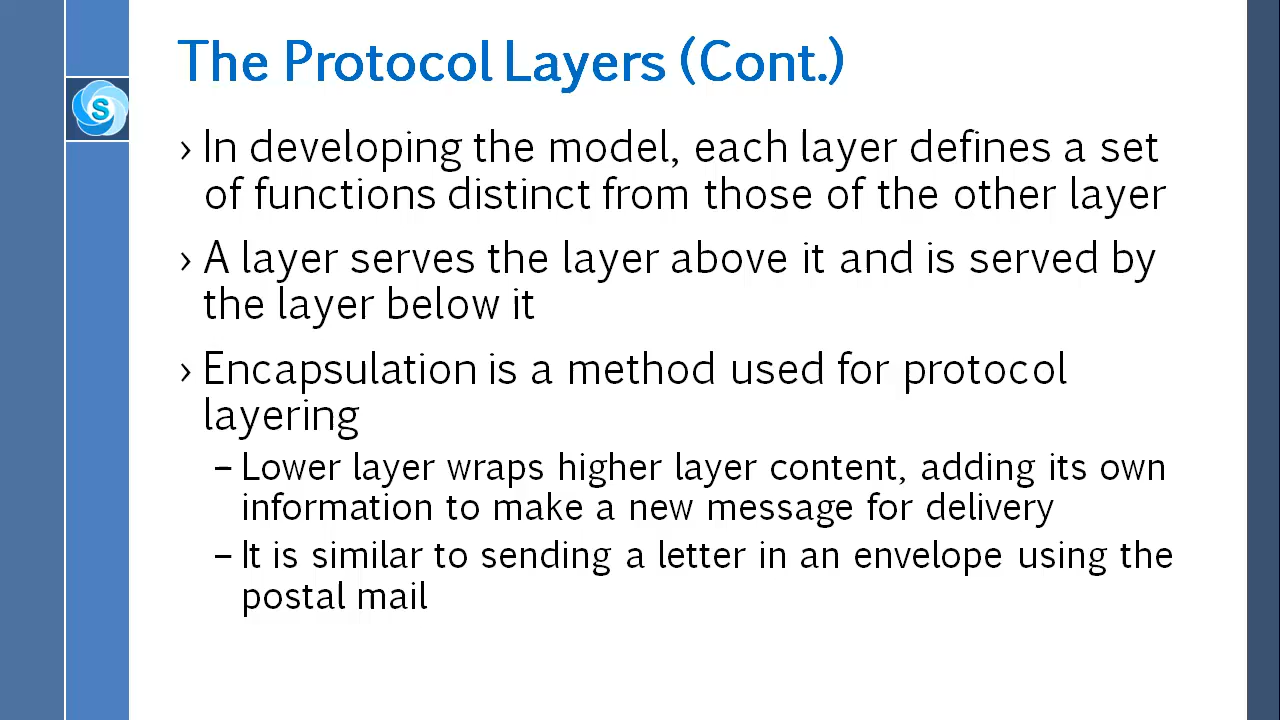 The Protocol Layers (Cont.)
S
› In developing the model, each layer defines a set
of functions distinct from those of the other layer
› A layer serves the layer above it and is served by
the layer below it
› Encapsulation is a method used for protocol
layering
– Lower layer wraps higher layer content, adding its own
information to make a new message for delivery
– It is similar to sending a letter in an envelope using the
postal mail